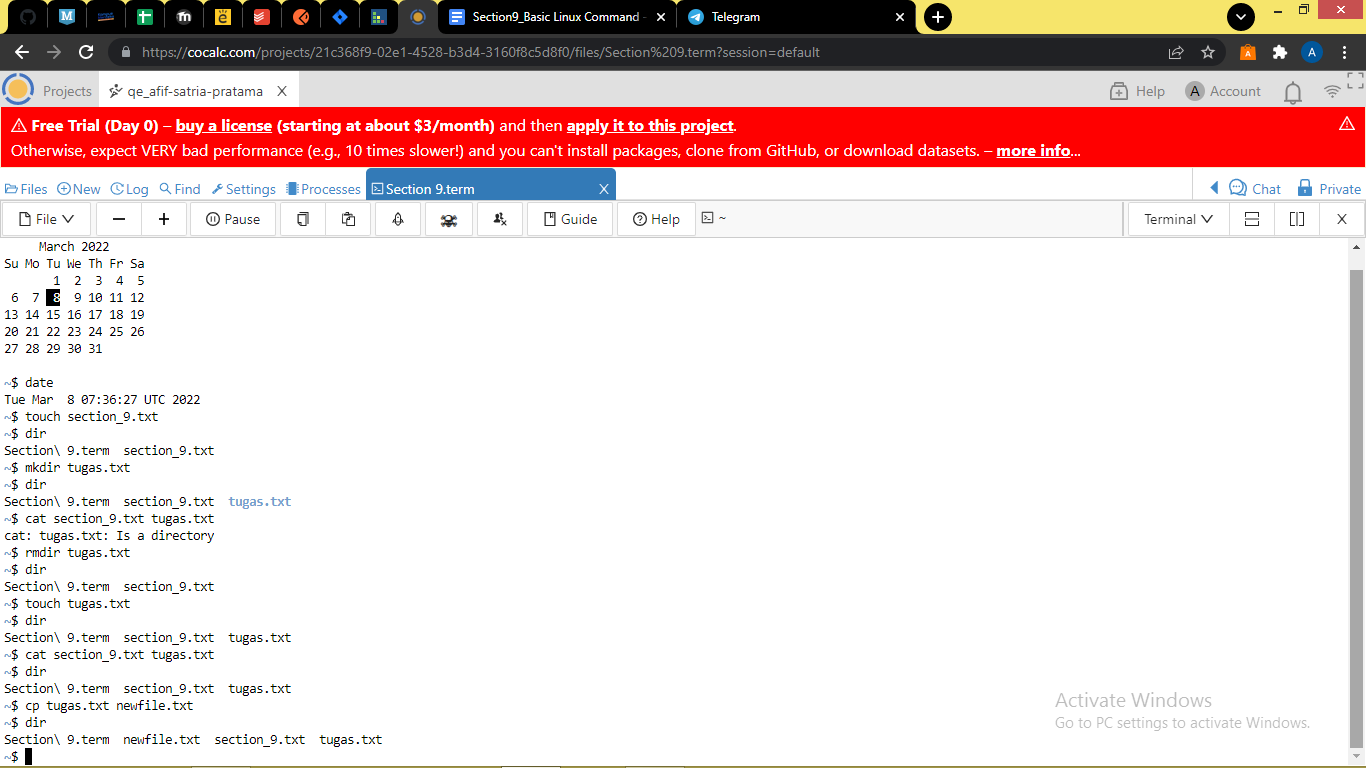 Section9_Basic Linux Command -
Telegram
https://cocalc.com/projects/21c368f9-02e1-4528-b3d4-3160f8c5d8f0/files/Section%209.term?session=default
A
Projects
qe_afif-satria-pratama
Help
A Account
Free Trial (Day 0) – buy a license (starting at about $3/month) and then apply it to this project.
Otherwise, expect VERY bad performance (e.g., 10 times slower!) and you can't install packages, clone from GitHub, or download datasets. – more info...
Files New Log Find Settings Processes Section 9.term X Chat Private
File Pause Guide Help ~ Terminal X
March 2022
Su Mo Tu We Th Fr Sa
1 2 3 4 5
6 7 8 9 10 11 12
13 14 15 16 17 18 19
20 21 22 23 24 25 26
27 28 29 30 31
~$ date
Tue Mar  8 07:36:27 UTC 2022
~$ touch section_9.txt
~$ dir
Section\ 9.term  section_9.txt
~$ mkdir tugas.txt
~$ dir
Section\ 9.term  section_9.txt  tugas.txt
~$ cat section_9.txt tugas.txt
cat: tugas.txt: Is a directory
~$ rmdir tugas.txt
~$ dir
Section\ 9.term  section_9.txt
~$ touch tugas.txt
~$ dir
Section\ 9.term  section_9.txt  tugas.txt
~$ cat section_9.txt tugas.txt
~$ dir
Section\ 9.term  section_9.txt  tugas.txt
~$ cp tugas.txt newfile.txt
~$ dir
Section\ 9.term  newfile.txt  section_9.txt  tugas.txt
~$
Activate Windows
Go to PC settings to activate Windows.